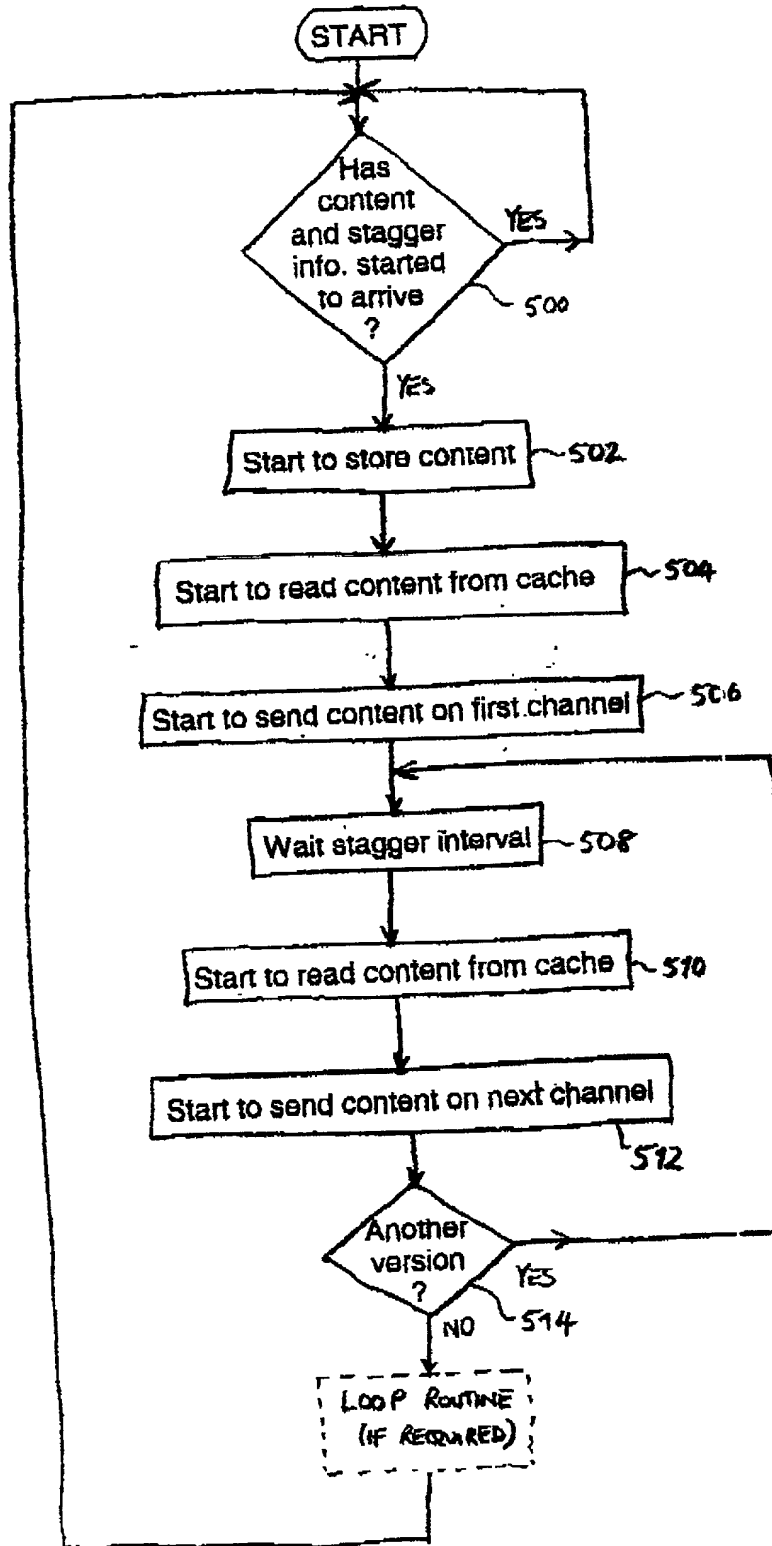 START
Has
content
and stagger
info. started
to arrive
?
YES
500
YES
Start to store content
502
Start to read content from cache
504
Start to send content on first channel
506
Wait stagger interval
508
Start to read content from cache
510
Start to send content on next channel
512
Another
version
?
YES
514
NO
LOOP ROUTINE
(IF REQUIRED)